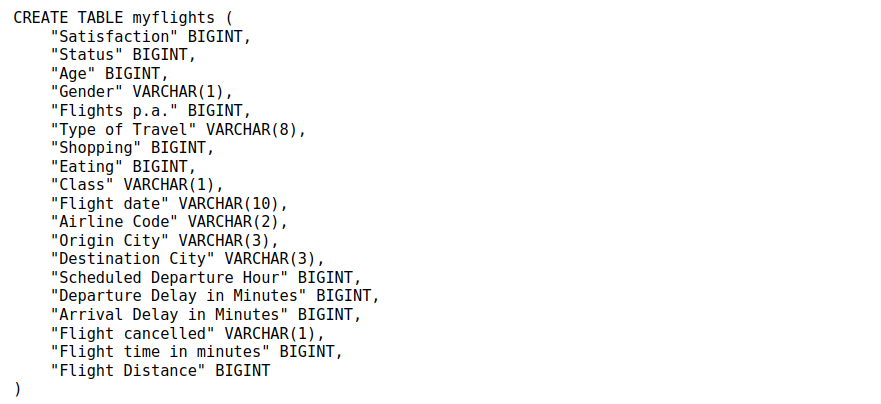 CREATE TABLE myflights (
    "Satisfaction" BIGINT,
    "Status" BIGINT,
    "Age" BIGINT,
    "Gender" VARCHAR(1),
    "Flights p.a." BIGINT,
    "Type of Travel" VARCHAR(8),
    "Shopping" BIGINT,
    "Eating" BIGINT,
    "Class" VARCHAR(1),
    "Flight date" VARCHAR(10),
    "Airline Code" VARCHAR(2),
    "Origin City" VARCHAR(3),
    "Destination City" VARCHAR(3),
    "Scheduled Departure Hour" BIGINT,
    "Departure Delay in Minutes" BIGINT,
    "Arrival Delay in Minutes" BIGINT,
    "Flight cancelled" VARCHAR(1),
    "Flight time in minutes" BIGINT,
    "Flight Distance" BIGINT
)